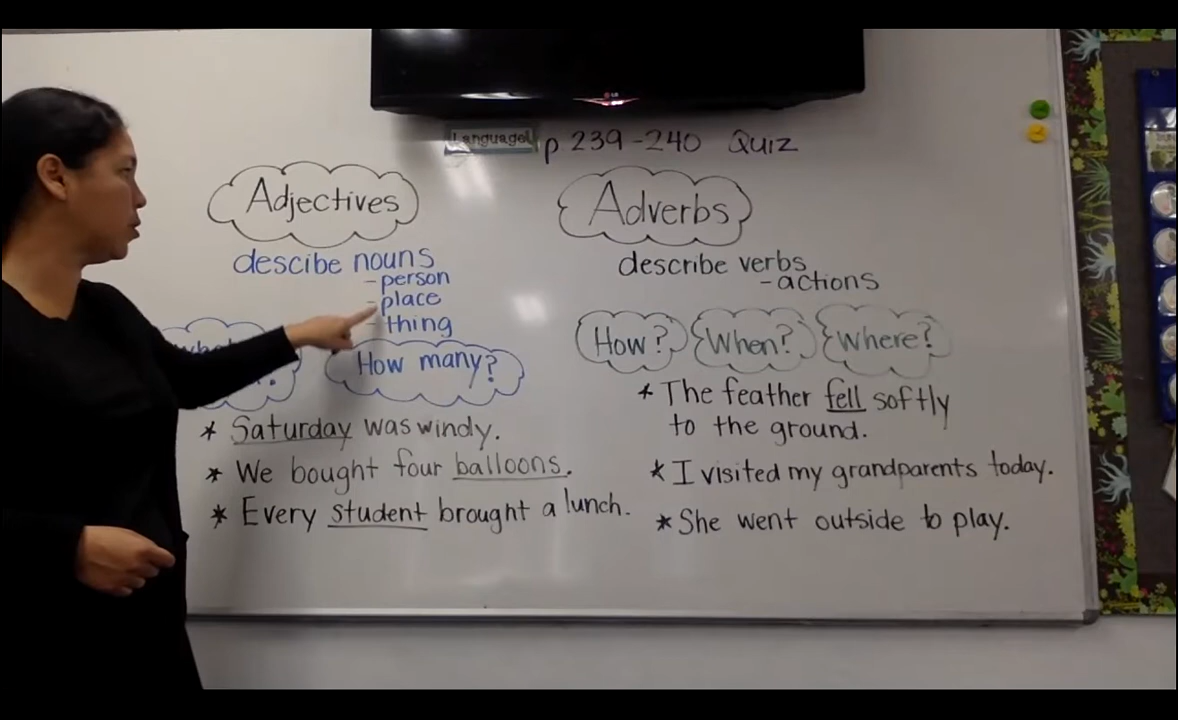 Language
p 239-240 Quiz
Adjectives
descibe nouns
- person
- place
- thing
How many?
* Saturday was windy.
* We bought four balloons.
* Every student brought a lunch.
Adverbs
describe verbs
- actions
How? When? Where?
* The feather fell softly
to the ground.
* I visited my grandparents today.
* She went outside to play.